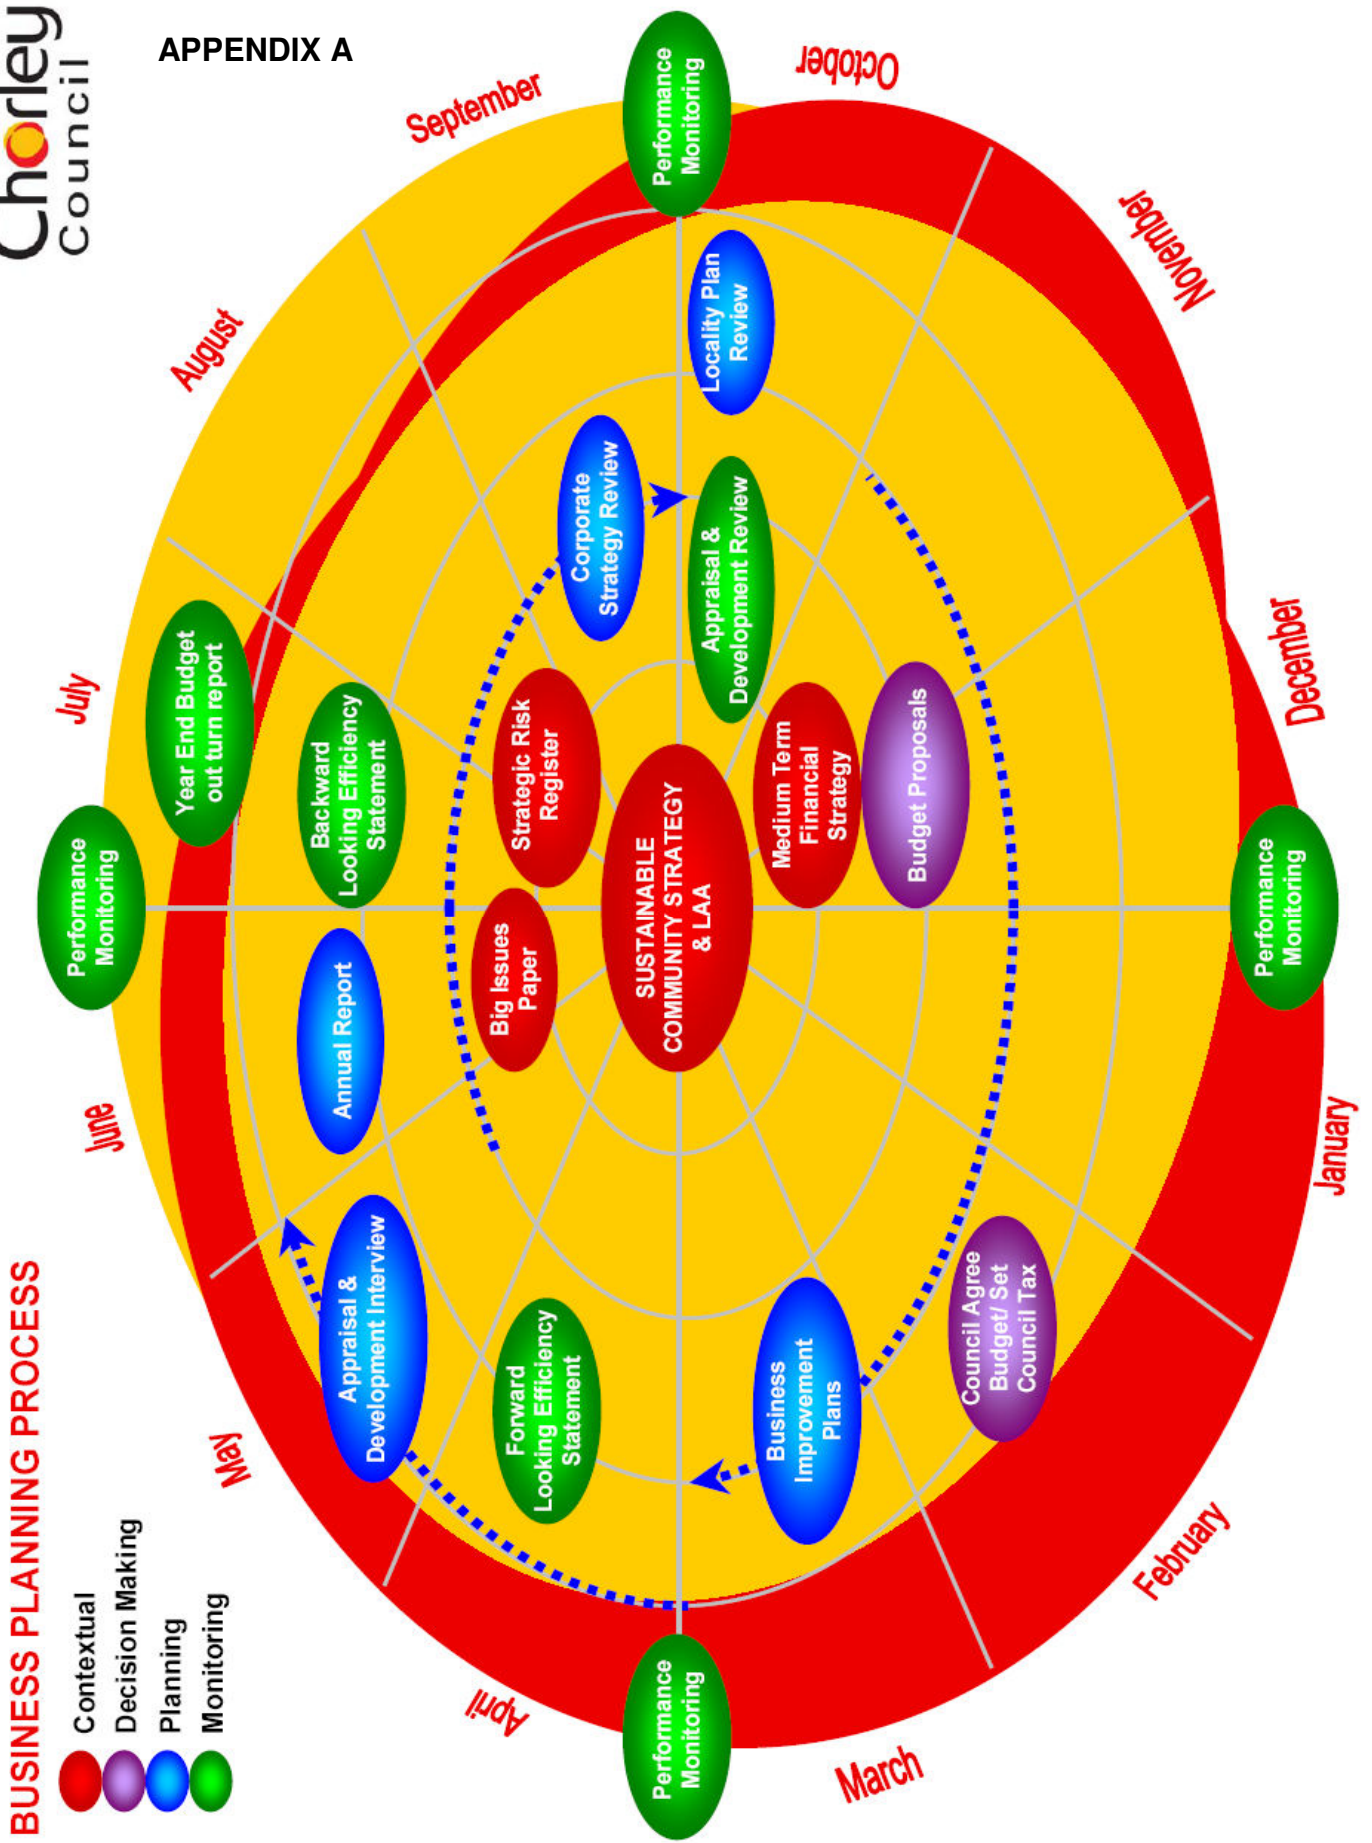 Chorley
Council
APPENDIX A
BUSINESS PLANNING PROCESS
Contextual
Decision Making
Planning
Monitoring
April
May
June
July
August
September
October
November
December
January
February
March
Performance
Monitoring
Performance
Monitoring
Performance
Monitoring
Performance
Monitoring
Year End Budget
out turn report
Backward
Looking Efficiency
Statement
Annual Report
Appraisal &
Development Interview
Forward
Looking Efficiency
Statement
Big Issues
Paper
Strategic Risk
Register
Corporate
Strategy Review
Locality Plan
Review
Appraisal &
Development Review
SUSTAINABLE
COMMUNITY STRATEGY
& LAA
Medium Term
Financial
Strategy
Budget Proposals
Business
Improvement
Plans
Council Agree
Budget/ Set
Council Tax